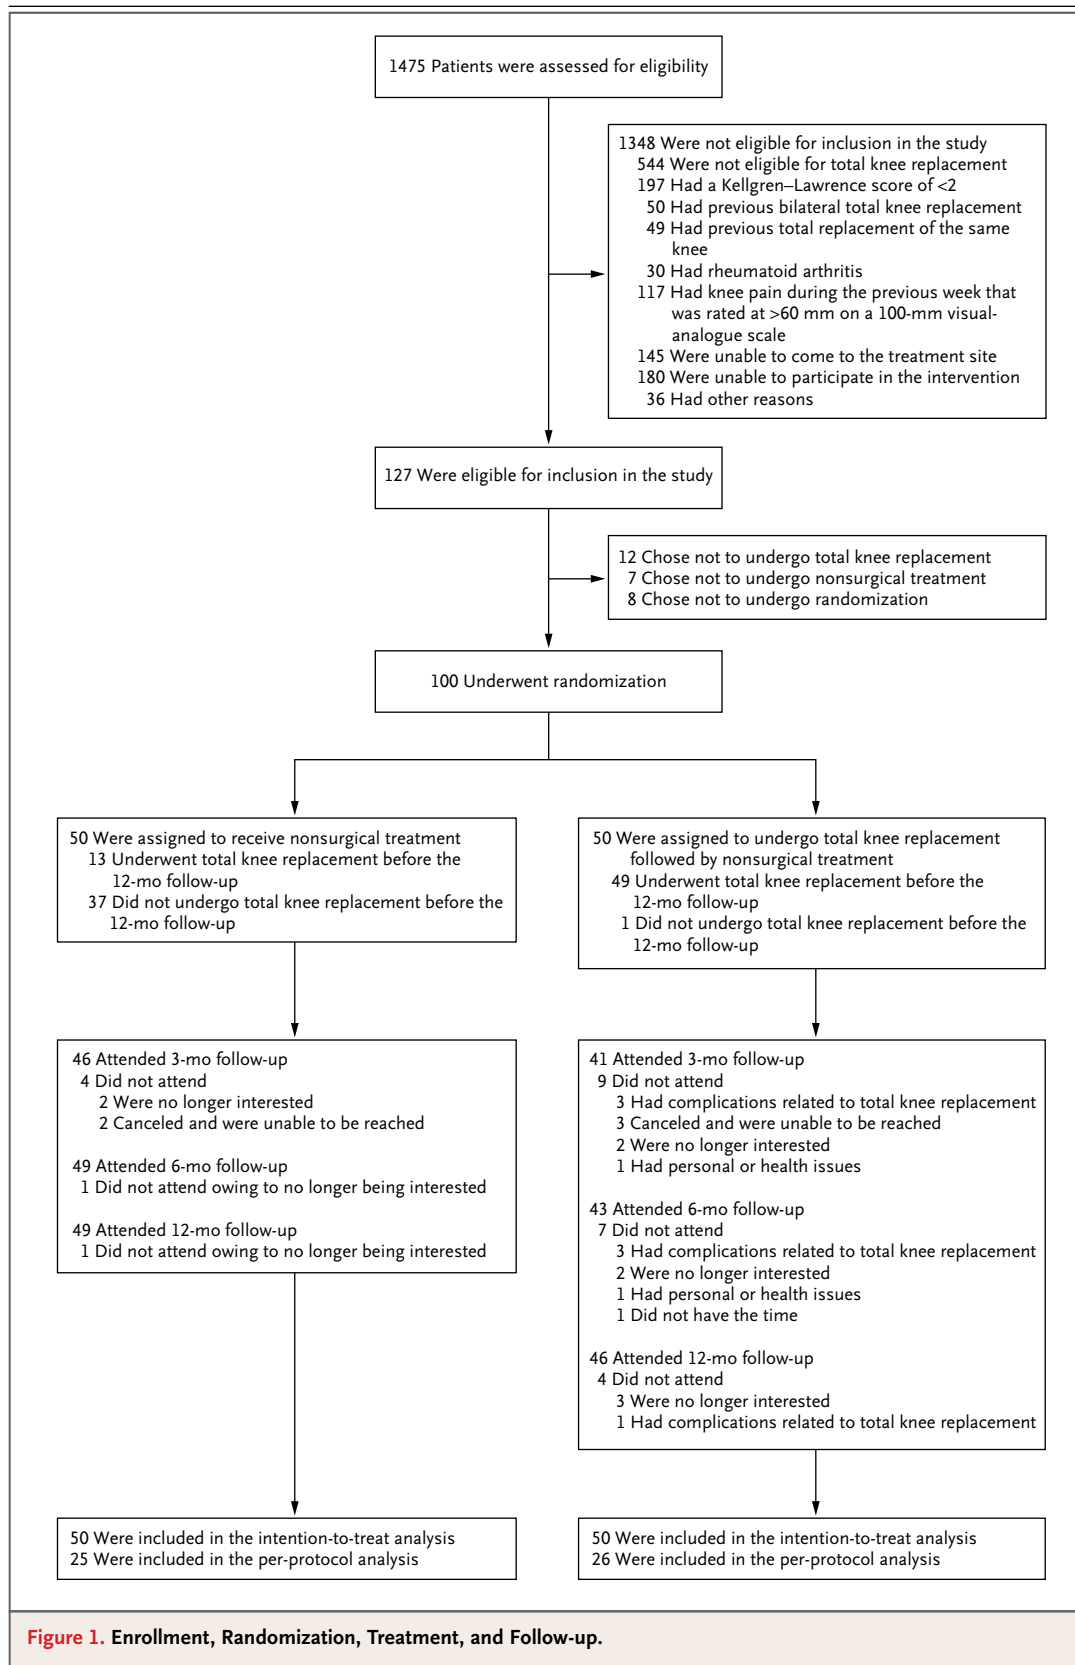 1475 Patients were assessed for eligibility
1348 Were not eligible for inclusion in the study
544 Were not eligible for total knee replacement
197 Had a Kellgren–Lawrence score of <2
50 Had previous bilateral total knee replacement
49 Had previous total replacement of the same
knee
30 Had rheumatoid arthritis
117 Had knee pain during the previous week that
was rated at >60 mm on a 100-mm visual-
analogue scale
145 Were unable to come to the treatment site
180 Were unable to participate in the intervention
36 Had other reasons
127 Were eligible for inclusion in the study
12 Chose not to undergo total knee replacement
7 Chose not to undergo nonsurgical treatment
8 Chose not to undergo randomization
100 Underwent randomization
50 Were assigned to receive nonsurgical treatment
13 Underwent total knee replacement before the
12-mo follow-up
37 Did not undergo total knee replacement before the
12-mo follow-up
50 Were assigned to undergo total knee replacement
followed by nonsurgical treatment
49 Underwent total knee replacement before the
12-mo follow-up
1 Did not undergo total knee replacement before the
12-mo follow-up
46 Attended 3-mo follow-up
4 Did not attend
2 Were no longer interested
2 Canceled and were unable to be reached
49 Attended 6-mo follow-up
1 Did not attend owing to no longer being interested
49 Attended 12-mo follow-up
1 Did not attend owing to no longer being interested
41 Attended 3-mo follow-up
9 Did not attend
3 Had complications related to total knee replacement
3 Canceled and were unable to be reached
2 Were no longer interested
1 Had personal or health issues
43 Attended 6-mo follow-up
7 Did not attend
3 Had complications related to total knee replacement
2 Were no longer interested
1 Had personal or health issues
1 Did not have the time
46 Attended 12-mo follow-up
4 Did not attend
3 Were no longer interested
1 Had complications related to total knee replacement
50 Were included in the intention-to-treat analysis
25 Were included in the per-protocol analysis
50 Were included in the intention-to-treat analysis
26 Were included in the per-protocol analysis
Figure 1. Enrollment, Randomization, Treatment, and Follow-up.